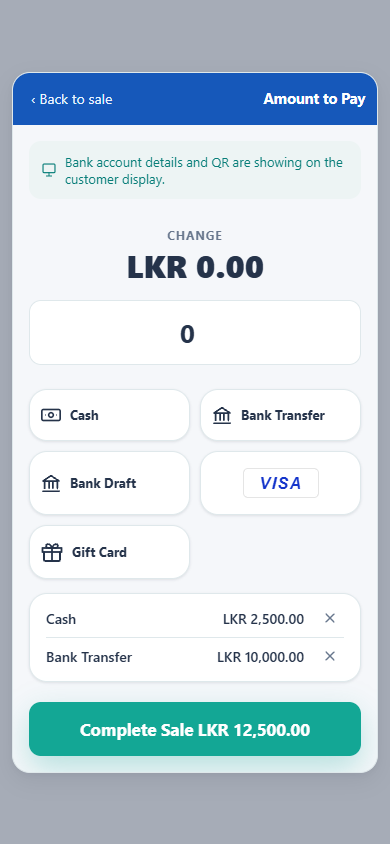 ‹ Back to sale
Amount to Pay
Bank account details and QR are showing on the
customer display.
CHANGE
LKR 0.00
0
Cash
Bank Transfer
Bank Draft
VISA
Gift Card
Cash LKR 2,500.00 ×
Bank Transfer LKR 10,000.00 ×
Complete Sale LKR 12,500.00